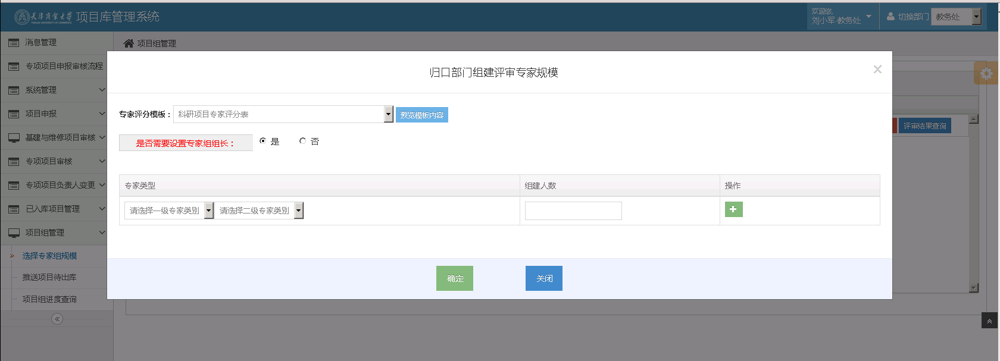 天津商业大学 项目库管理系统
欢迎您,
刘小军-教务处
切换部门 教务处
消息管理
专项项目申报审核流程
系统管理
项目申报
基建与维修项目审核
专项项目审核
专项项目负责人变更
已入库项目管理
项目组管理
选择专家组规模
推送项目待出库
项目组进度查询
项目组管理
评审结果查询
归口部门组建评审专家规模
专家评分模板： 科研项目专家评分表 预览模板内容
是否需要设置专家组组长： 是 否
专家类型 组建人数 操作
请选择一级专家类别 请选择二级专家类别
确定 关闭